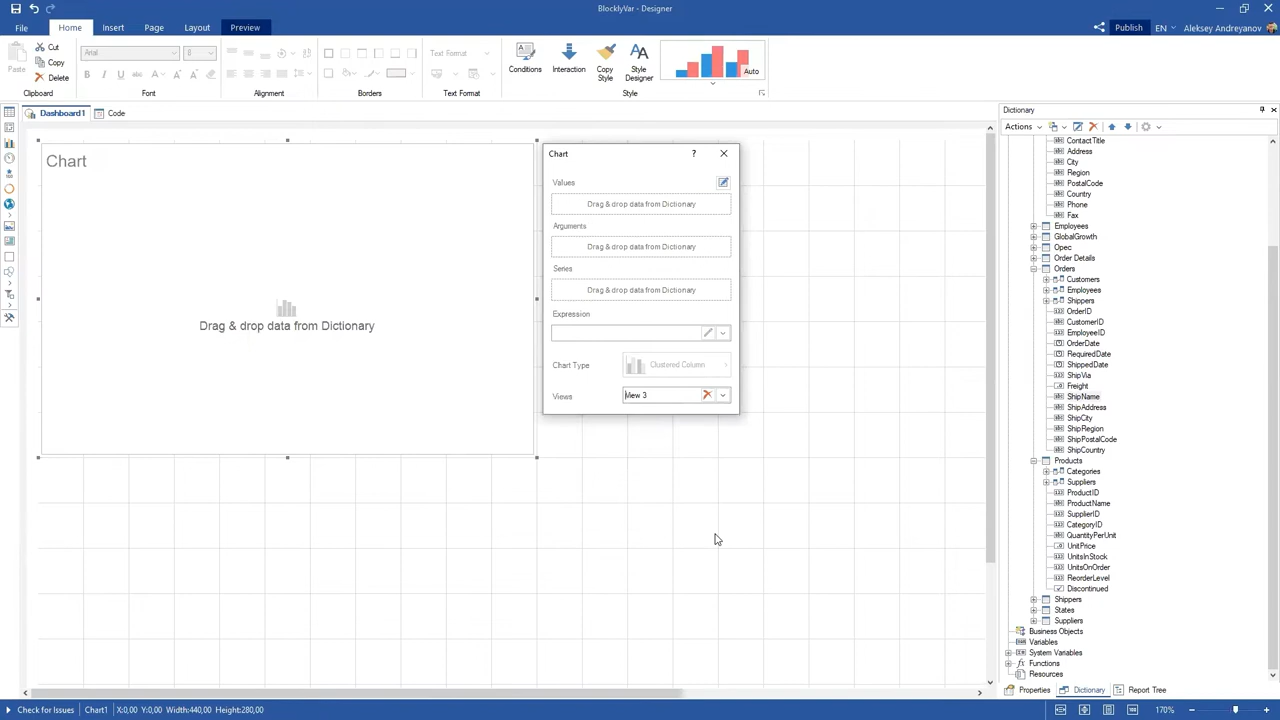 BlocklyVar - Designer
File
Home
Insert
Page
Layout
Preview
Publish
EN
Aleksey Andreyanov
Paste
Cut
Copy
Delete
Clipboard
Arial
8
B
I
U
Font
Alignment
Borders
Text Format
Text Format
Conditions
Interaction
Copy
Style
Style
Designer
Auto
Style
Dashboard1
Code
Chart
Drag & drop data from Dictionary
Chart
?
Values
Drag & drop data from Dictionary
Arguments
Drag & drop data from Dictionary
Series
Drag & drop data from Dictionary
Expression
Chart Type
Clustered Column
Views
View 3
Dictionary
Actions
ContactTitle
Address
City
Region
PostalCode
Country
Phone
Fax
Employees
GlobalGrowth
Opec
Order Details
Orders
Customers
Employees
Shippers
OrderID
CustomerID
EmployeeID
OrderDate
RequiredDate
ShippedDate
ShipVia
Freight
ShipName
ShipAddress
ShipCity
ShipRegion
ShipPostalCode
ShipCountry
Products
Categories
Suppliers
ProductID
ProductName
SupplierID
CategoryID
QuantityPerUnit
UnitPrice
UnitsInStock
UnitsOnOrder
ReorderLevel
Discontinued
Shippers
States
Suppliers
Business Objects
Variables
System Variables
Functions
Resources
Properties
Dictionary
Report Tree
Check for Issues
Chart1
X:0,00 Y:0,00 Width:440,00 Height:280,00
170%